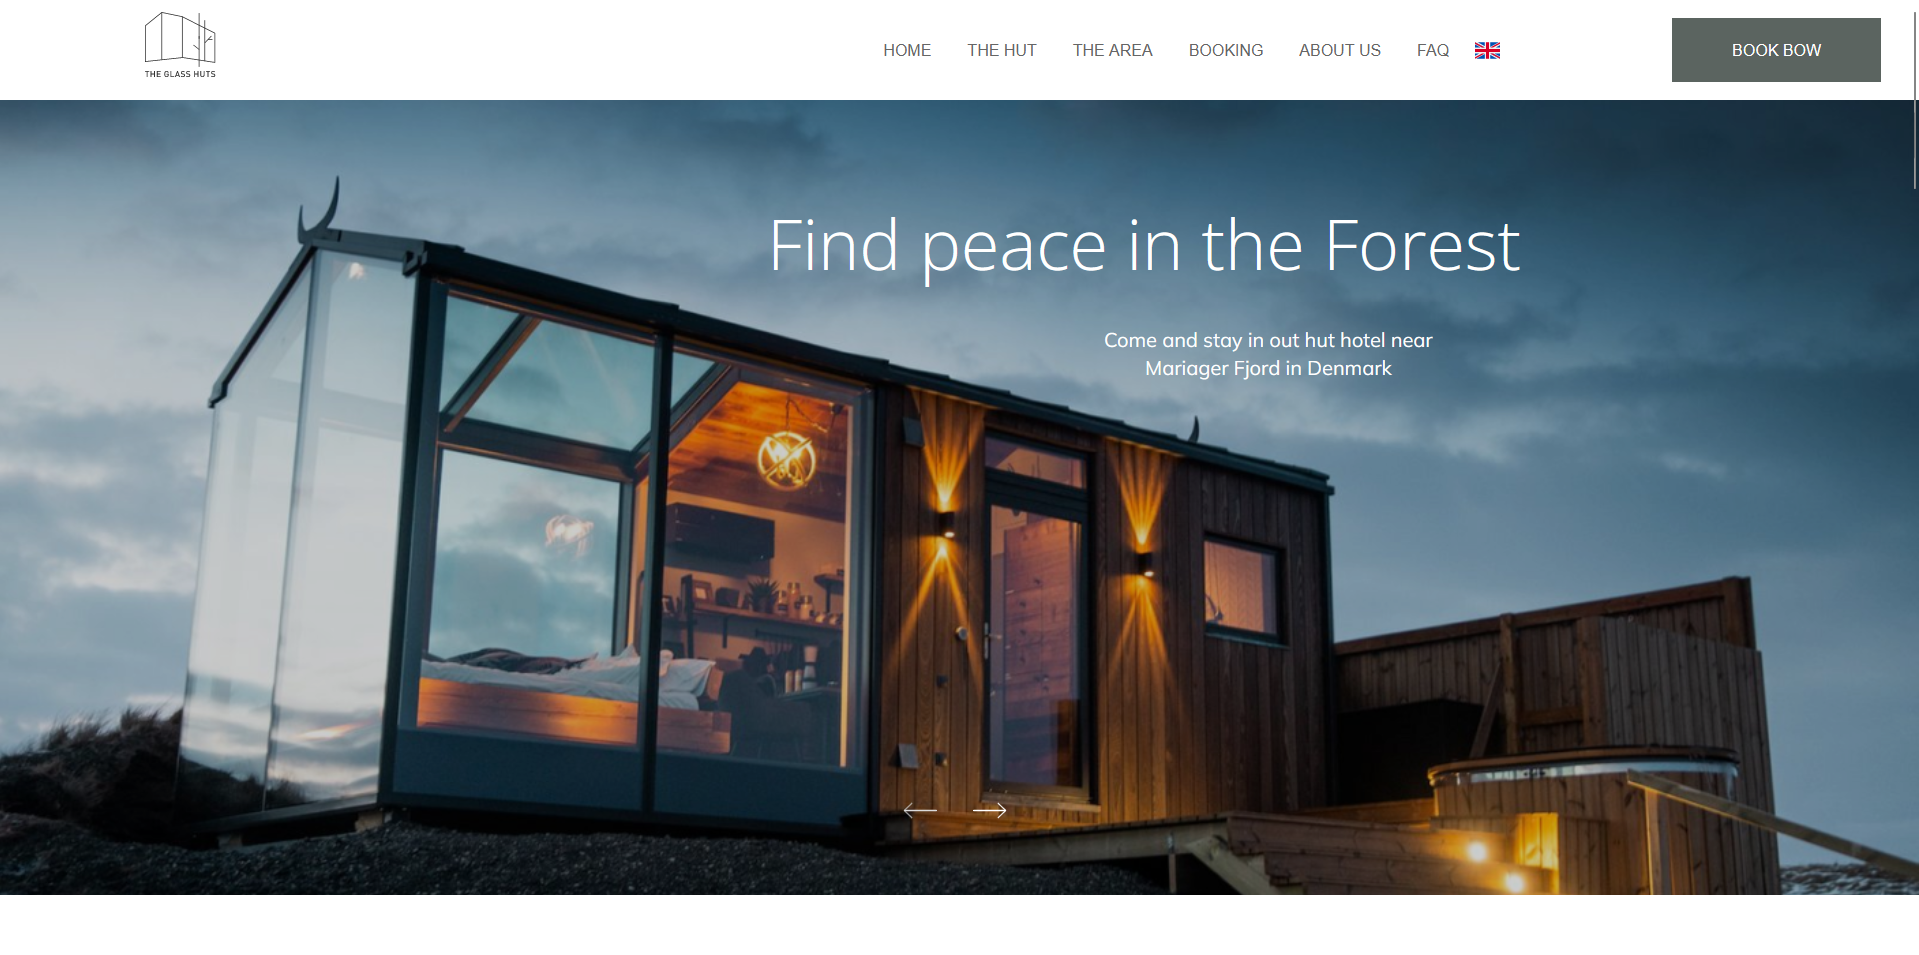 THE GLASS HUTS
HOME THE HUT THE AREA BOOKING ABOUT US FAQ
BOOK BOW
Find peace in the Forest
Come and stay in out hut hotel near
Mariager Fjord in Denmark